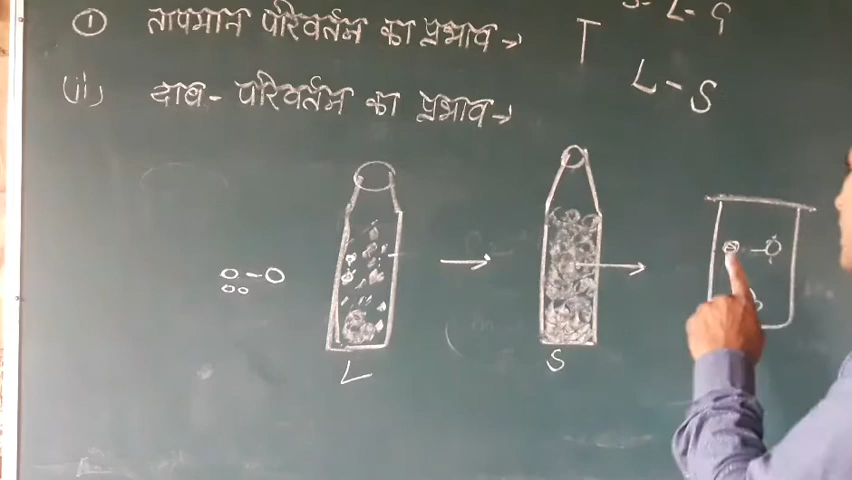 ① तापमान परिवर्तन का प्रभाव → T
L - S
(ii) दाब - परिवर्तन का प्रभाव →
L
S